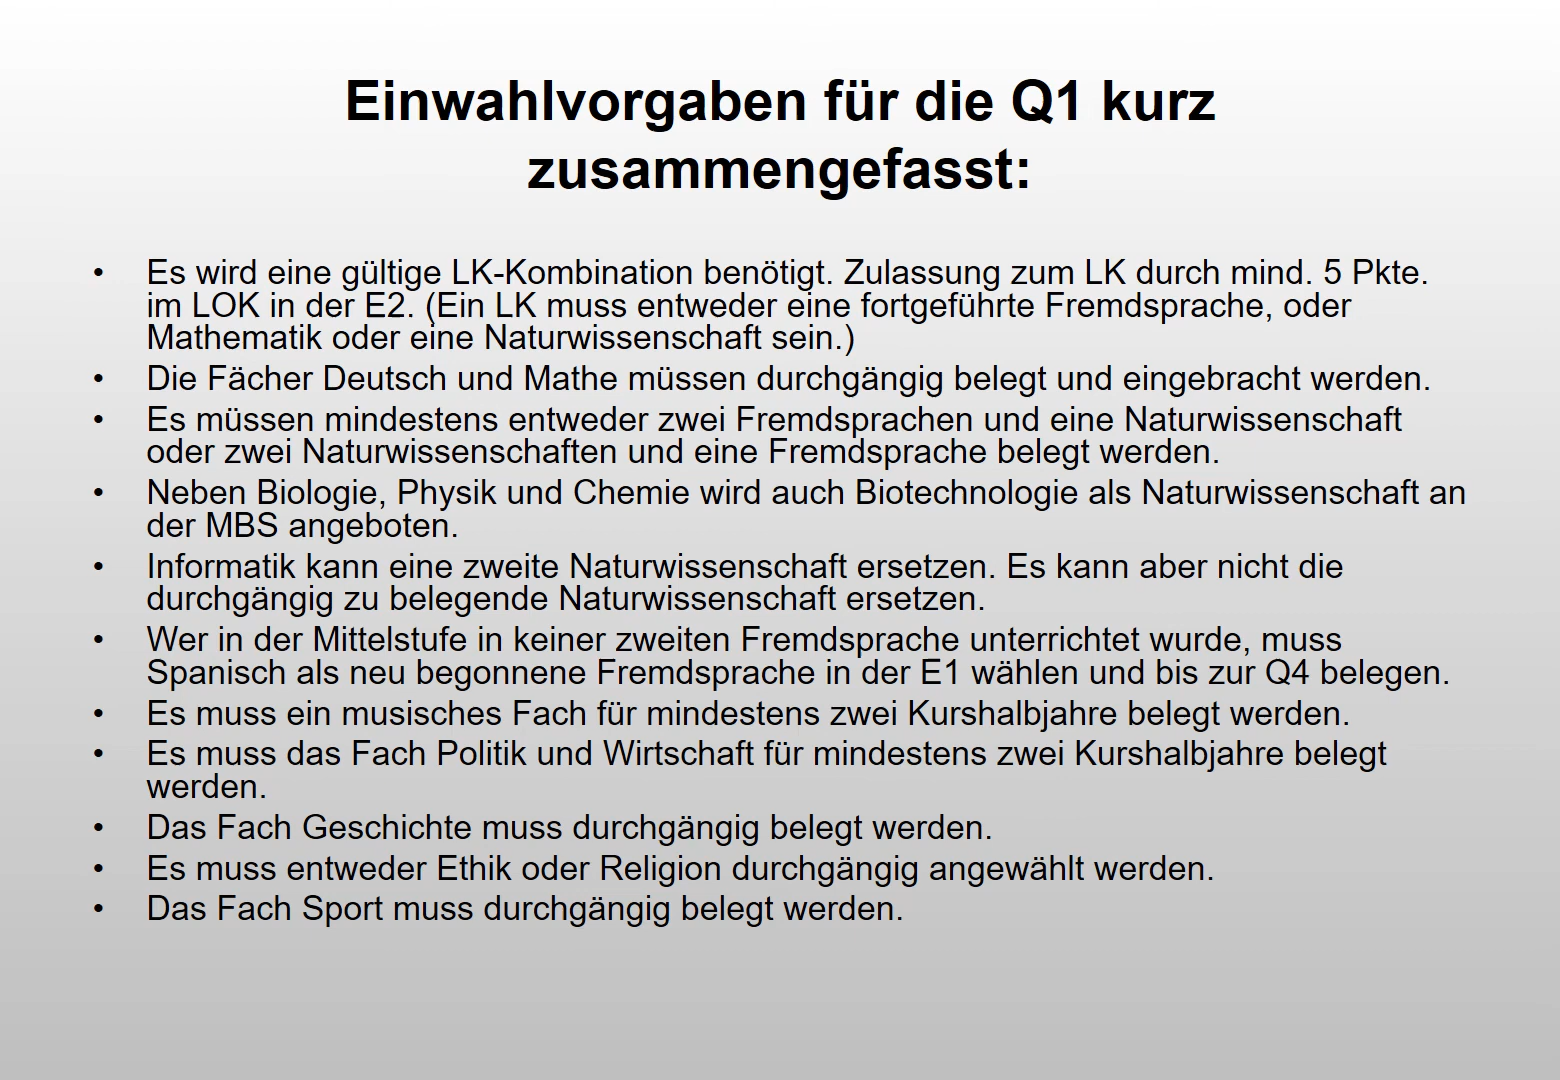 Einwahlvorgaben für die Q1 kurz
zusammengefasst:
• Es wird eine gültige LK-Kombination benötigt. Zulassung zum LK durch mind. 5 Pkte.
im LOK in der E2. (Ein LK muss entweder eine fortgeführte Fremdsprache, oder
Mathematik oder eine Naturwissenschaft sein.)
• Die Fächer Deutsch und Mathe müssen durchgängig belegt und eingebracht werden.
• Es müssen mindestens entweder zwei Fremdsprachen und eine Naturwissenschaft
oder zwei Naturwissenschaften und eine Fremdsprache belegt werden.
• Neben Biologie, Physik und Chemie wird auch Biotechnologie als Naturwissenschaft an
der MBS angeboten.
• Informatik kann eine zweite Naturwissenschaft ersetzen. Es kann aber nicht die
durchgängig zu belegende Naturwissenschaft ersetzen.
• Wer in der Mittelstufe in keiner zweiten Fremdsprache unterrichtet wurde, muss
Spanisch als neu begonnene Fremdsprache in der E1 wählen und bis zur Q4 belegen.
• Es muss ein musisches Fach für mindestens zwei Kurshalbjahre belegt werden.
• Es muss das Fach Politik und Wirtschaft für mindestens zwei Kurshalbjahre belegt
werden.
• Das Fach Geschichte muss durchgängig belegt werden.
• Es muss entweder Ethik oder Religion durchgängig angewählt werden.
• Das Fach Sport muss durchgängig belegt werden.